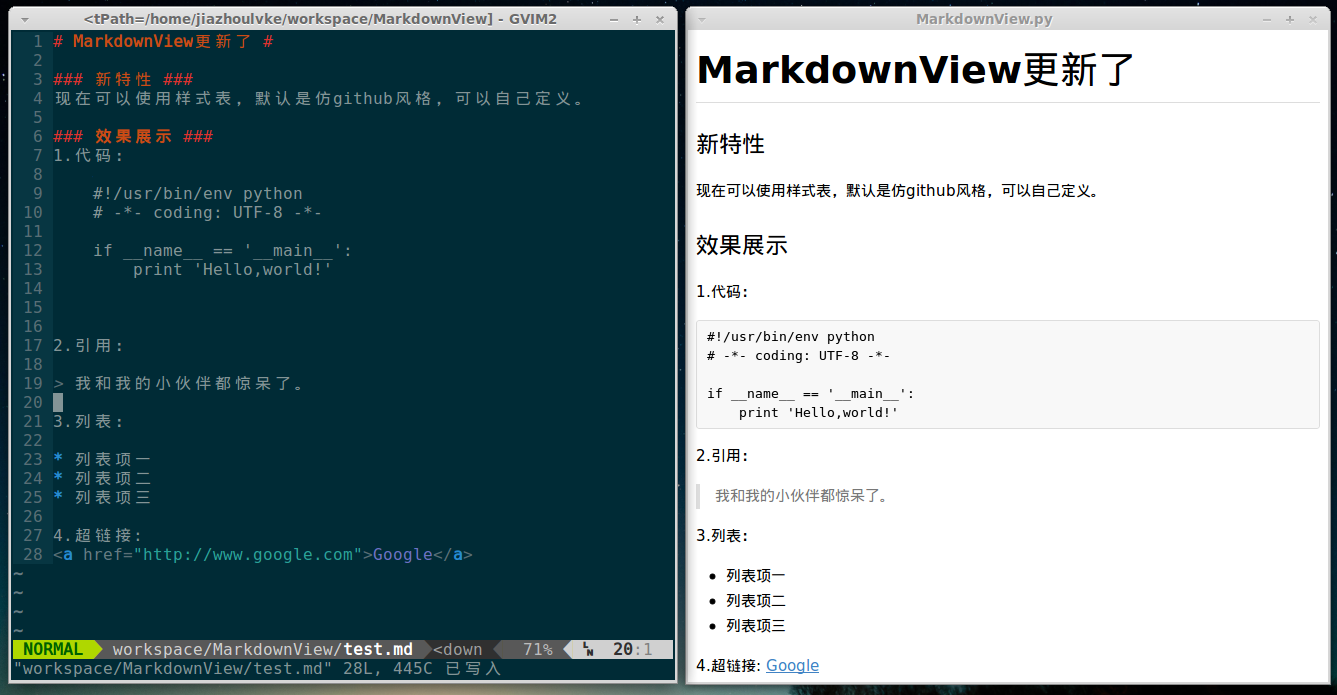 <tPath=/home/jiazhoulvke/workspace/MarkdownView] - GVIM2
1 # MarkdownView更新了 #
2
3 ### 新特性 ###
4 现在可以使用样式表，默认是仿github风格，可以自己定义。
5
6 ### 效果展示 ###
7 1.代码：
8
9     #!/usr/bin/env python
10     # -*- coding: UTF-8 -*-
11
12     if __name__ == '__main__':
13         print 'Hello,world!'
14
15
16
17 2.引用：
18
19 > 我和我的小伙伴都惊呆了。
20
21 3.列表：
22
23 * 列表项一
24 * 列表项二
25 * 列表项三
26
27 4.超链接：
28 <a href="http://www.google.com">Google</a>
~
~
~
~
NORMAL workspace/MarkdownView/test.md <down 71% LN 20:1
"workspace/MarkdownView/test.md" 28L, 445C 已写入
MarkdownView.py
MarkdownView更新了
新特性
现在可以使用样式表，默认是仿github风格，可以自己定义。
效果展示
1.代码：
#!/usr/bin/env python
# -*- coding: UTF-8 -*-
if __name__ == '__main__':
    print 'Hello,world!'
2.引用：
我和我的小伙伴都惊呆了。
3.列表：
• 列表项一
• 列表项二
• 列表项三
4.超链接: Google